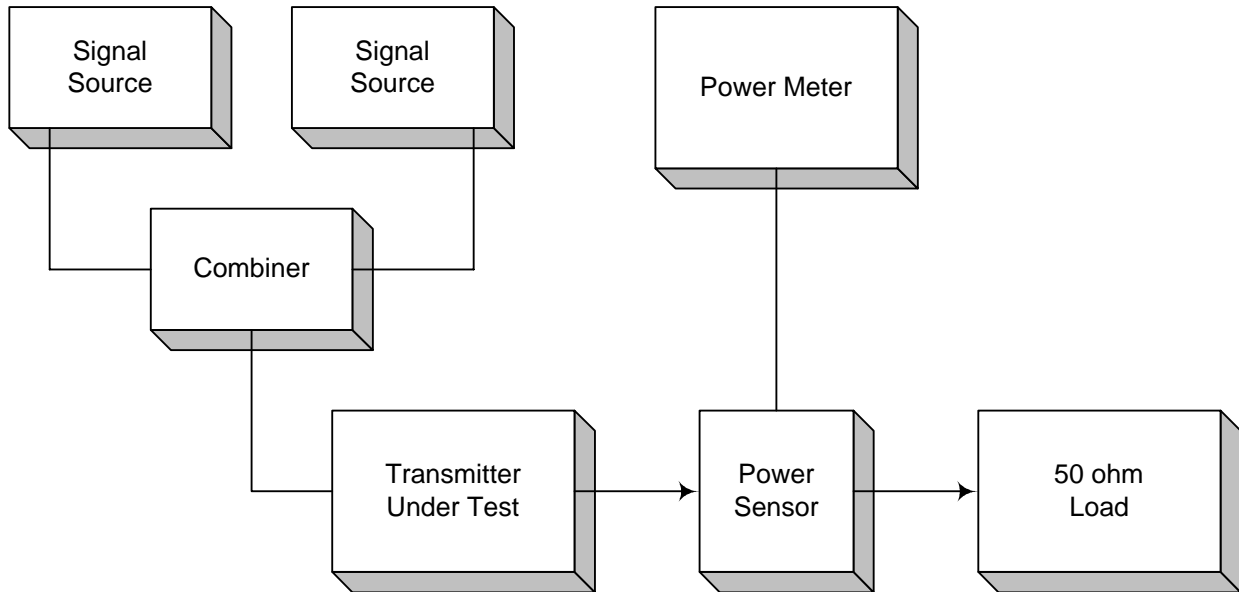 Signal
Source
Signal
Source
Power Meter
Combiner
Transmitter
Under Test
Power
Sensor
50 ohm
Load